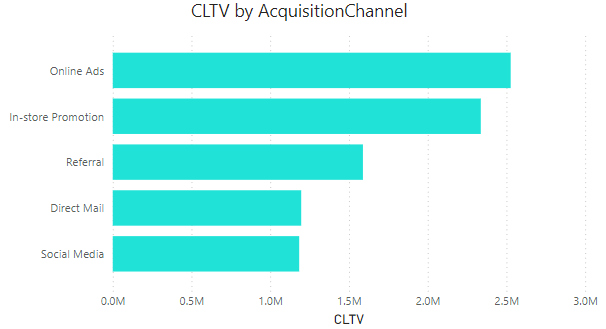 CLTV by AcquisitionChannel
Online Ads
In-store Promotion
Referral
Direct Mail
Social Media
0.0M 0.5M 1.0M 1.5M 2.0M 2.5M 3.0M
CLTV